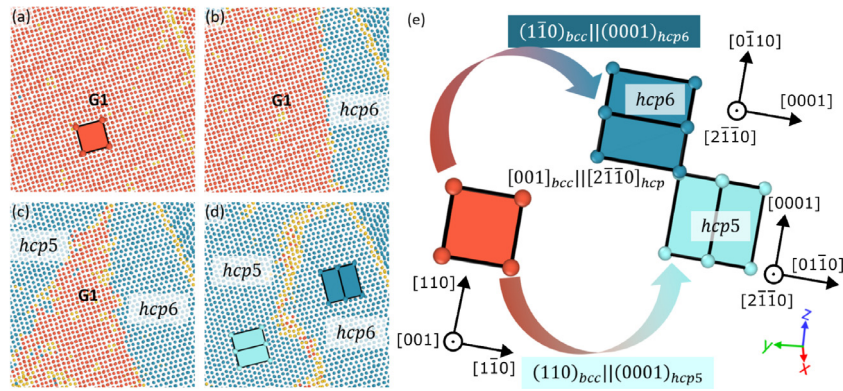 (a)
G1
(b)
G1
hcp6
(c)
hcp5
G1
hcp6
(d)
hcp5
hcp6
(e)
(11̅0)bcc||(0001)hcp6
hcp6
[01̅10]
[0001]
[21̅1̅0]
[001]bcc||[21̅1̅0]hcp
hcp5
[0001]
[011̅0]
[21̅1̅0]
[110]
[001]
[11̅0]
(110)bcc||(0001)hcp5
z
y
x